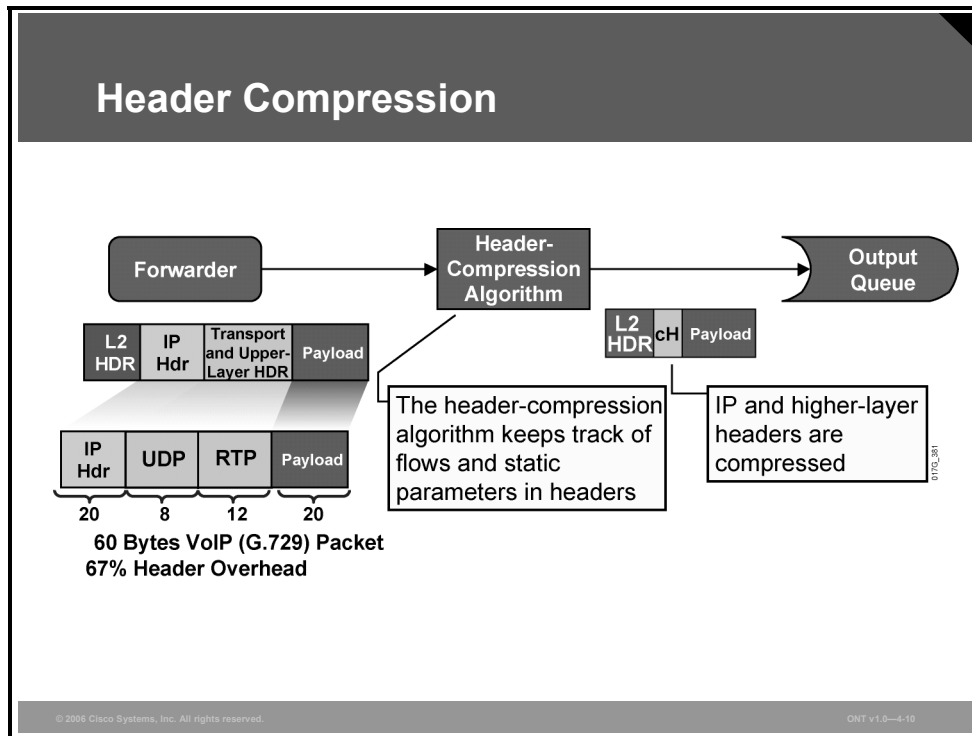 Header Compression
Forwarder
Header-
Compression
Algorithm
Output
Queue
L2
HDR
IP
Hdr
Transport
and Upper-
Layer HDR
Payload
L2
HDR
cH
Payload
The header-compression
algorithm keeps track of
flows and static
parameters in headers
IP and higher-layer
headers are
compressed
017G_381
IP
Hdr
UDP
RTP
Payload
20
8
12
20
60 Bytes VoIP (G.729) Packet
67% Header Overhead
© 2006 Cisco Systems, Inc. All rights reserved.
ONT v1.0—4-10